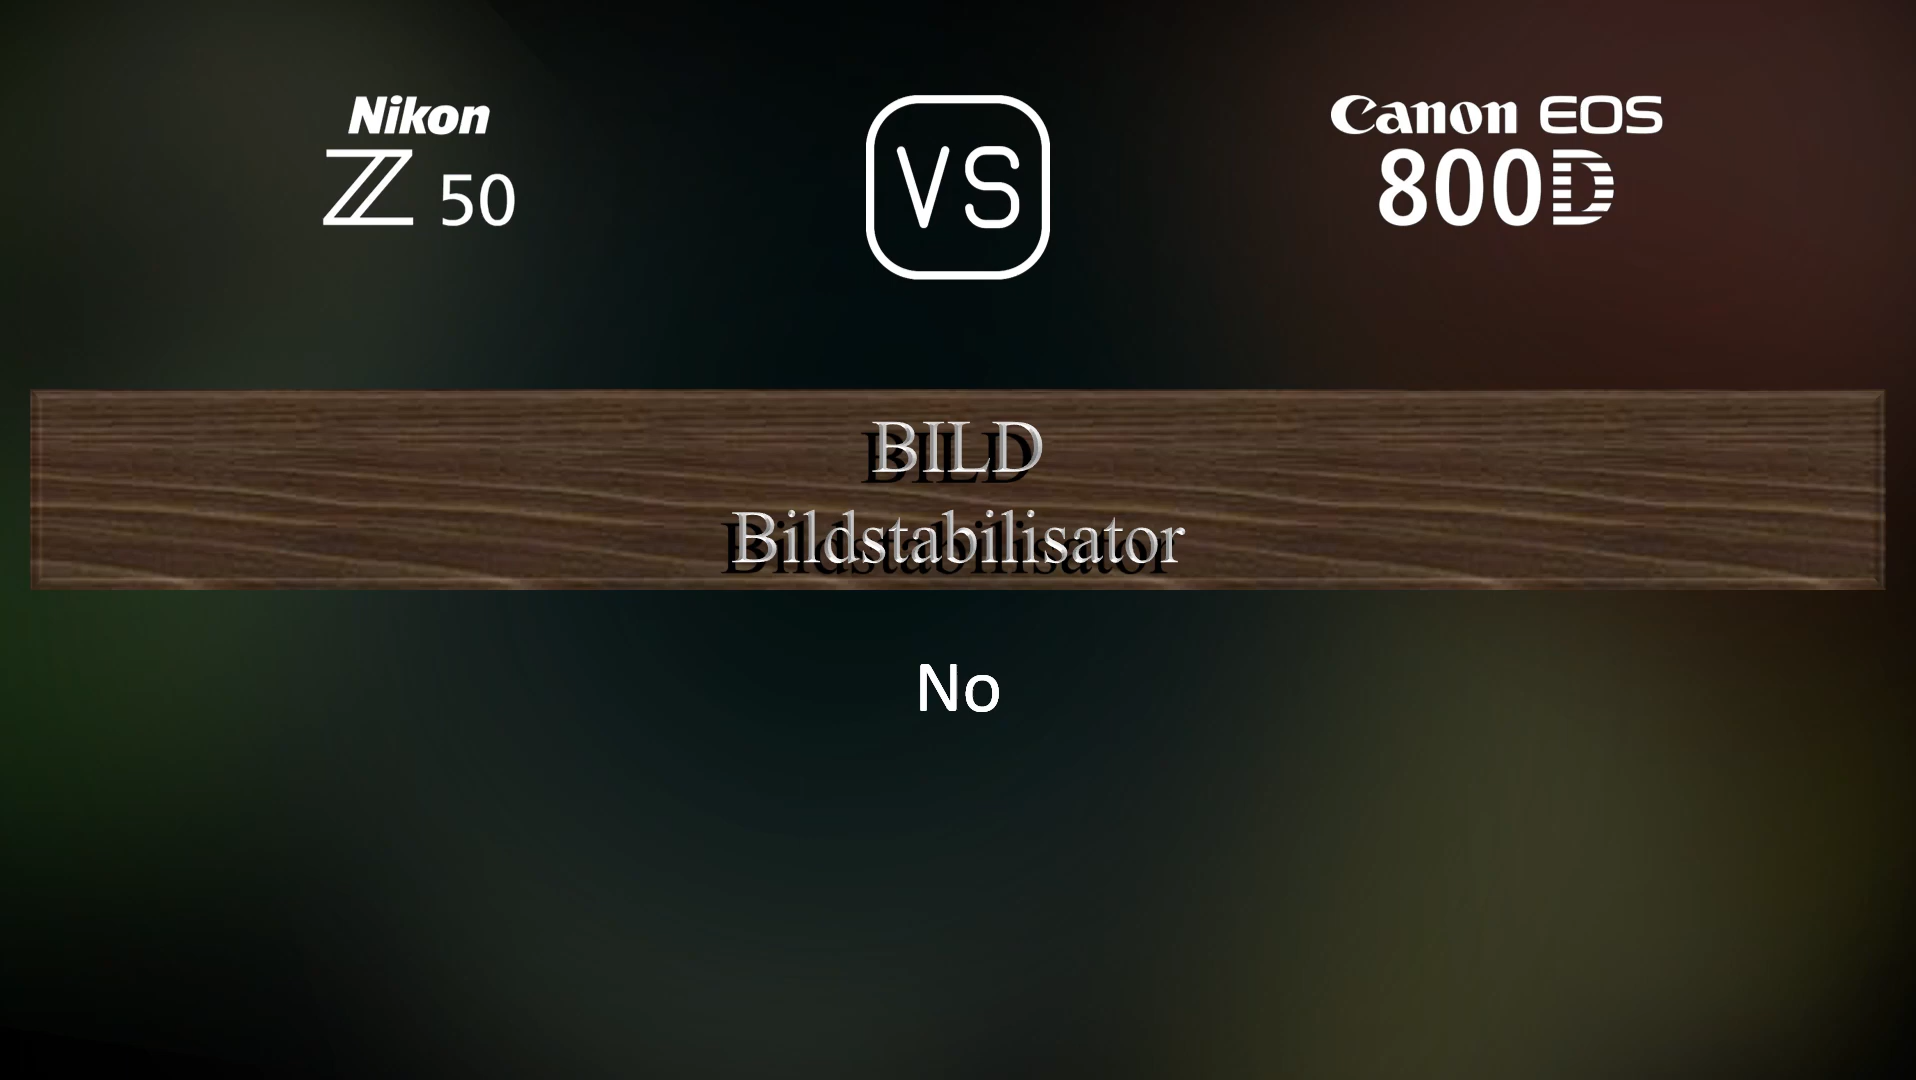 Nikon
Z 50
VS
Canon EOS
800D
BILD
Bildstabilisator
No